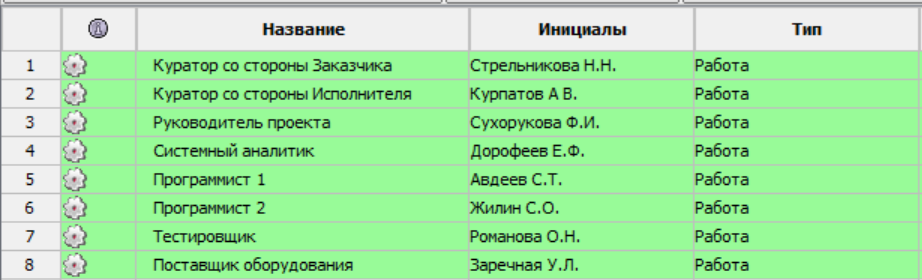 Название Инициалы Тип
1 Куратор со стороны Заказчика Стрельникова Н.Н. Работа
2 Куратор со стороны Исполнителя Курпатов А В. Работа
3 Руководитель проекта Сухорукова Ф.И. Работа
4 Системный аналитик Дорофеев Е.Ф. Работа
5 Программист 1 Авдеев С.Т. Работа
6 Программист 2 Жилин С.О. Работа
7 Тестировщик Романова О.Н. Работа
8 Поставщик оборудования Заречная У.Л. Работа